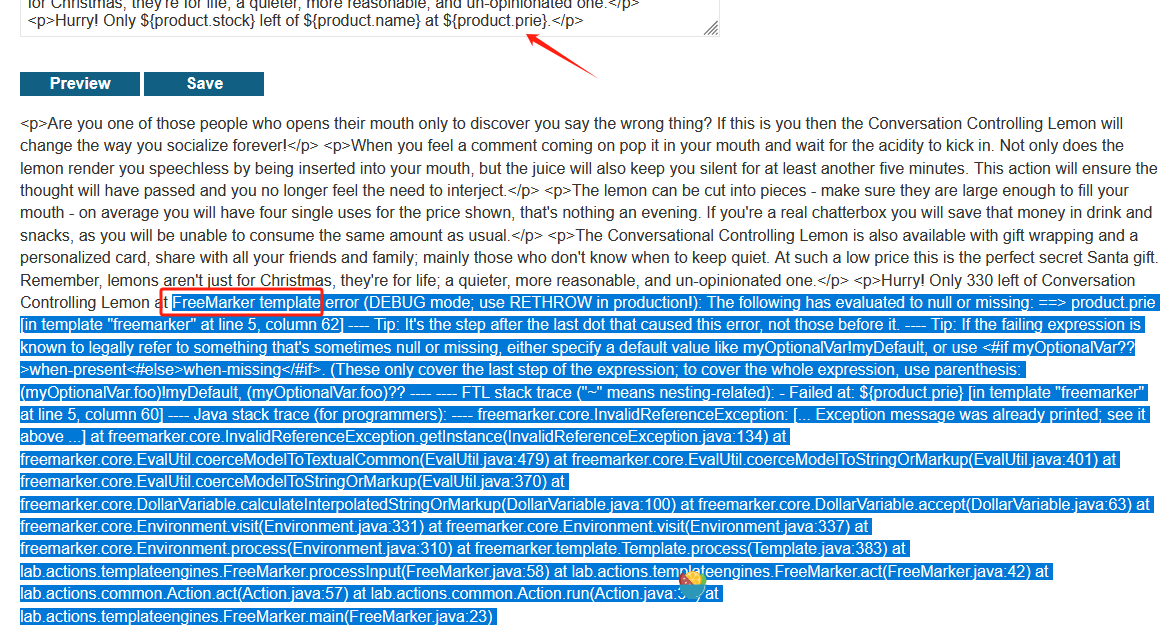 for Christmas, they're for life; a quieter, more reasonable, and un-opinionated one.</p>
<p>Hurry! Only ${product.stock} left of ${product.name} at ${product.prie}.</p>
Preview Save
<p>Are you one of those people who opens their mouth only to discover you say the wrong thing? If this is you then the Conversation Controlling Lemon will
change the way you socialize forever!</p> <p>When you feel a comment coming on pop it in your mouth and wait for the acidity to kick in. Not only does the
lemon render you speechless by being inserted into your mouth, but the juice will also keep you silent for at least another five minutes. This action will ensure the
thought will have passed and you no longer feel the need to interject.</p> <p>The lemon can be cut into pieces - make sure they are large enough to fill your
mouth - on average you will have four single uses for the price shown, that's nothing an evening. If you're a real chatterbox you will save that money in drink and
snacks, as you will be unable to consume the same amount as usual.</p> <p>The Conversational Controlling Lemon is also available with gift wrapping and a
personalized card, share with all your friends and family; mainly those who don't know when to keep quiet. At such a low price this is the perfect secret Santa gift.
Remember, lemons aren't just for Christmas, they're for life; a quieter, more reasonable, and un-opinionated one.</p> <p>Hurry! Only 330 left of Conversation
Controlling Lemon at FreeMarker template error (DEBUG mode; use RETHROW in production!): The following has evaluated to null or missing: ==> product.prie
[in template "freemarker" at line 5, column 62] ---- Tip: It's the step after the last dot that caused this error, not those before it. ---- Tip: If the failing expression is
known to legally refer to something that's sometimes null or missing, either specify a default value like myOptionalVar!myDefault, or use <#if myOptionalVar??
>when-present<#else>when-missing</#if>. (These only cover the last step of the expression; to cover the whole expression, use parenthesis:
(myOptionalVar.foo)!myDefault, (myOptionalVar.foo)?? ---- ---- FTL stack trace ("~" means nesting-related): - Failed at: ${product.prie} [in template "freemarker"
at line 5, column 60] ---- Java stack trace (for programmers): ---- freemarker.core.InvalidReferenceException: [... Exception message was already printed; see it
above ...] at freemarker.core.InvalidReferenceException.getInstance(InvalidReferenceException.java:134) at
freemarker.core.EvalUtil.coerceModelToTextualCommon(EvalUtil.java:479) at freemarker.core.EvalUtil.coerceModelToStringOrMarkup(EvalUtil.java:401) at
freemarker.core.EvalUtil.coerceModelToStringOrMarkup(EvalUtil.java:370) at
freemarker.core.DollarVariable.calculateInterpolatedStringOrMarkup(DollarVariable.java:100) at freemarker.core.DollarVariable.accept(DollarVariable.java:63) at
freemarker.core.Environment.visit(Environment.java:331) at freemarker.core.Environment.visit(Environment.java:337) at
freemarker.core.Environment.process(Environment.java:310) at freemarker.template.Template.process(Template.java:383) at
lab.actions.templateengines.FreeMarker.processInput(FreeMarker.java:58) at lab.actions.templateengines.FreeMarker.act(FreeMarker.java:42) at
lab.actions.common.Action.act(Action.java:57) at lab.actions.common.Action.run(Action.java: at
lab.actions.templateengines.FreeMarker.main(FreeMarker.java:23)